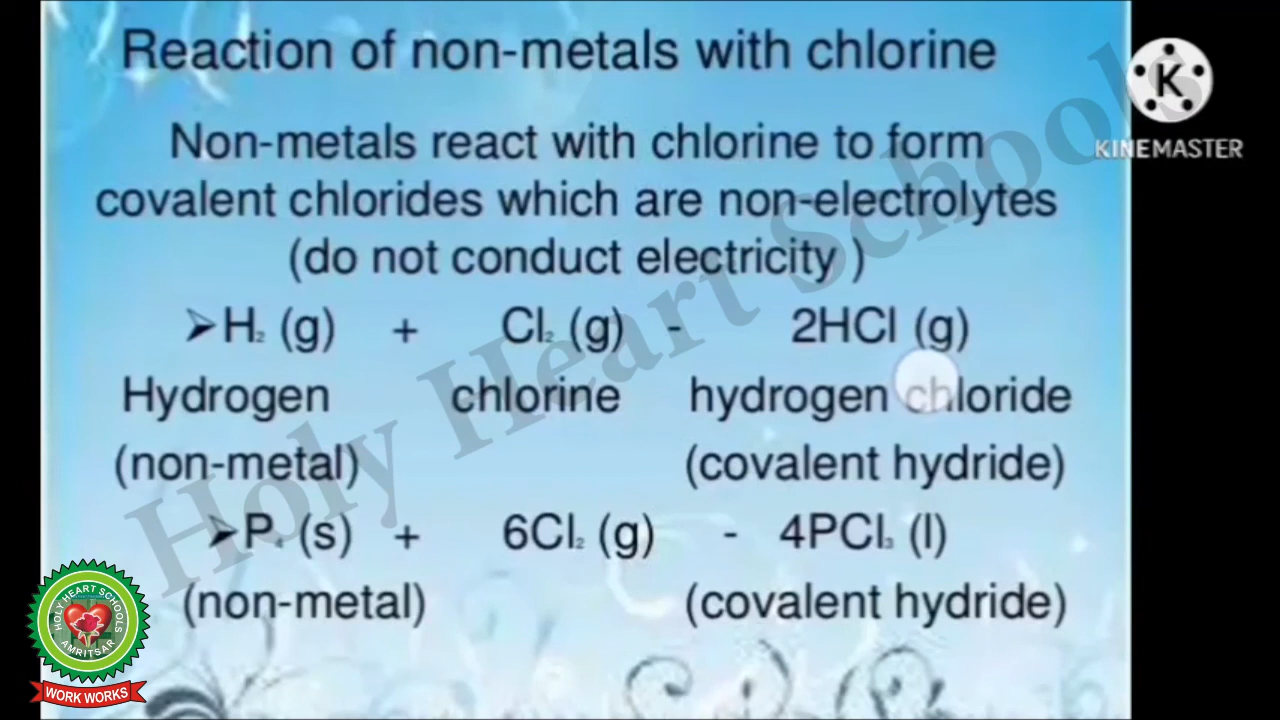 Reaction of non-metals with chlorine
KINEMASTER
Non-metals react with chlorine to form
covalent chlorides which are non-electrolytes
(do not conduct electricity )
➢H₂ (g) + Cl₂ (g) - 2HCl (g)
Hydrogen chlorine hydrogen chloride
(non-metal) (covalent hydride)
➢P₄ (s) + 6Cl₂ (g) - 4PCl₃ (l)
(non-metal) (covalent hydride)
Holy Heart Schools
HOLY HEART SCHOOLS
AMRITSAR
WORK WORKS